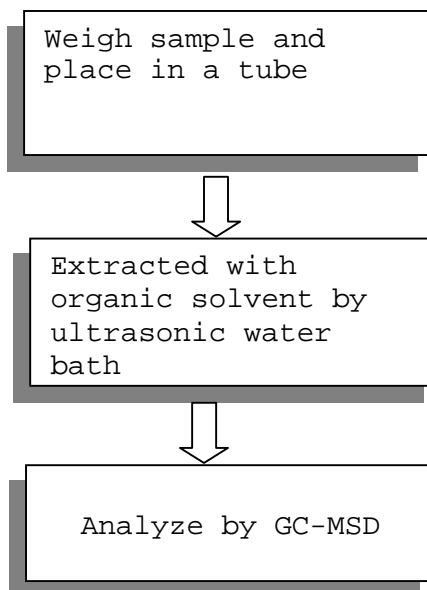 Weigh sample and
place in a tube
Extracted with
organic solvent by
ultrasonic water
bath
Analyze by GC-MSD